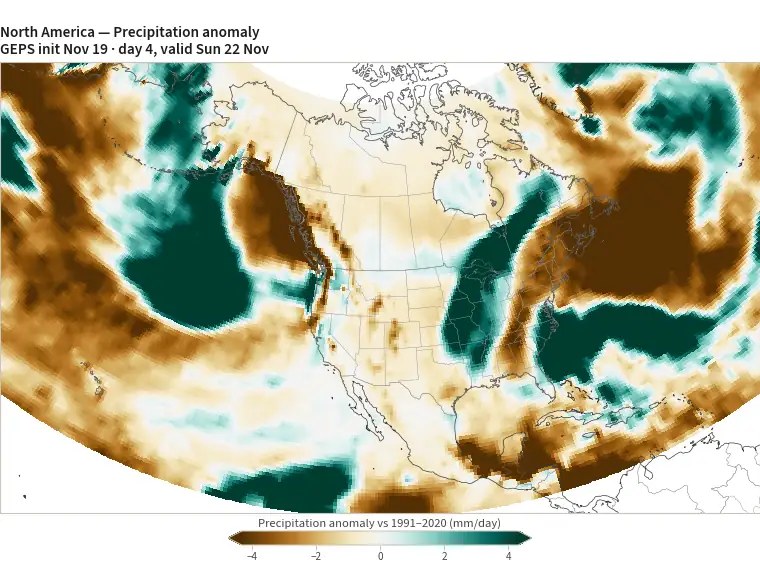 North America — Precipitation anomaly
GEPS init Nov 19 · day 4, valid Sun 22 Nov
Precipitation anomaly vs 1991–2020 (mm/day)
−4 −2 0 2 4